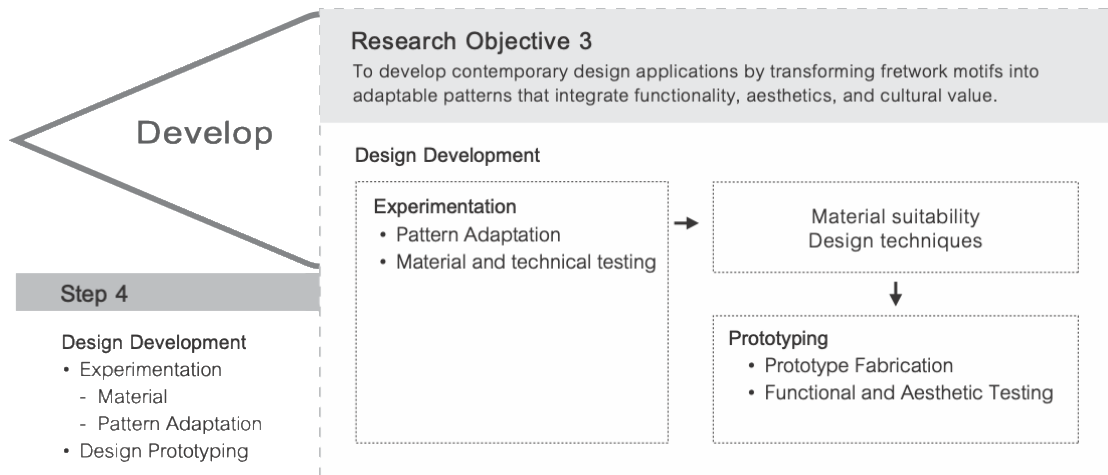 Develop
Step 4
Design Development
• Experimentation
- Material
- Pattern Adaptation
• Design Prototyping
Research Objective 3
To develop contemporary design applications by transforming fretwork motifs into
adaptable patterns that integrate functionality, aesthetics, and cultural value.
Design Development
Experimentation
• Pattern Adaptation
• Material and technical testing
Material suitability
Design techniques
Prototyping
• Prototype Fabrication
• Functional and Aesthetic Testing